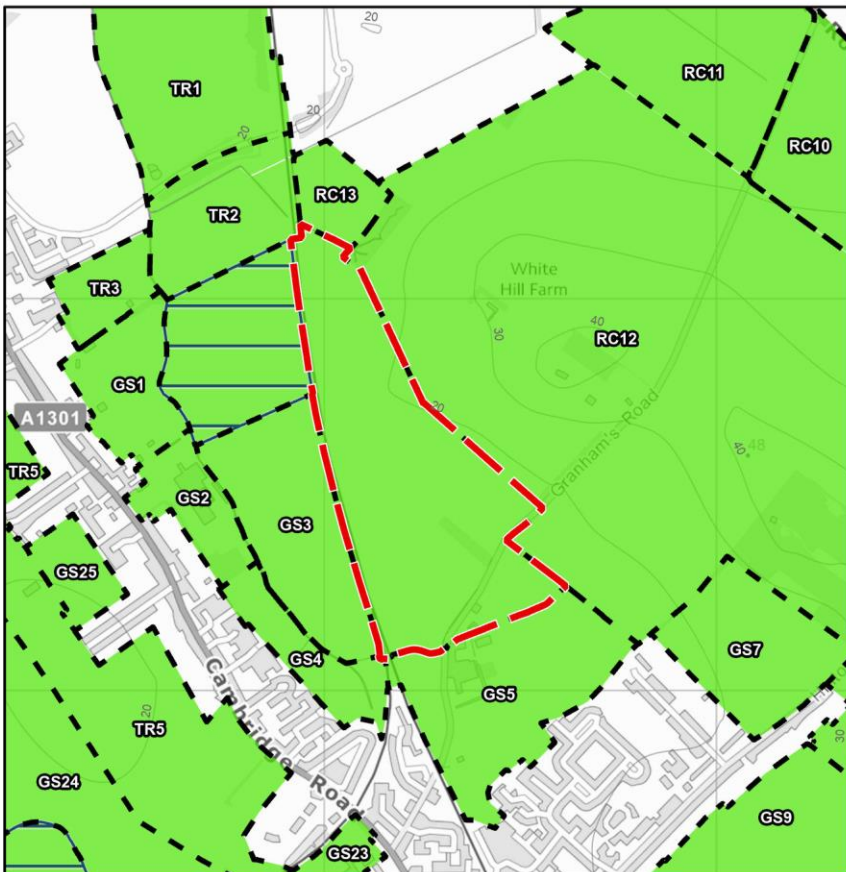 20
TR1
RC11
20
20
RC10
RC13
TR2
White
Hill Farm
TR3
40
30
RC12
GS1
20
A1301
Granham's Road
40
48
TR5
GS2
GS3
GS25
GS7
GS4
GS5
20
TR5
Cambridge Road
30
GS24
GS9
GS23